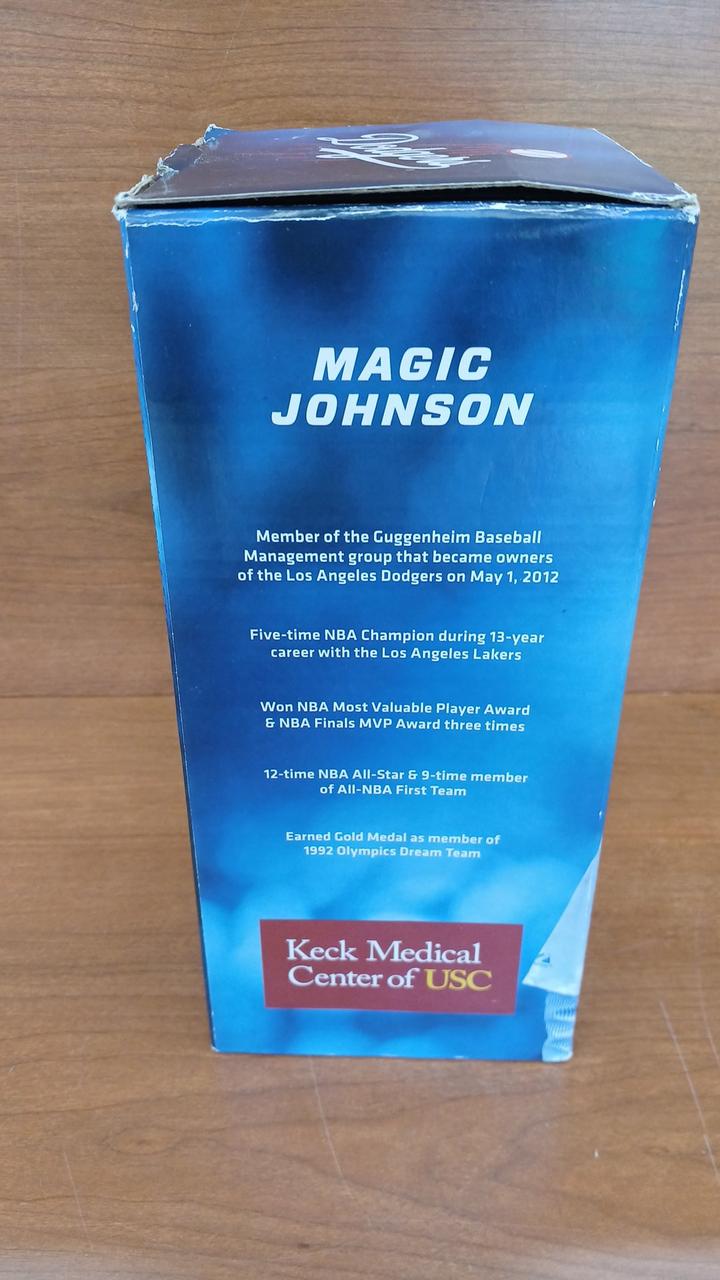 Dodgers
MAGIC
JOHNSON
Member of the Guggenheim Baseball
Management group that became owners
of the Los Angeles Dodgers on May 1, 2012
Five-time NBA Champion during 13-year
career with the Los Angeles Lakers
Won NBA Most Valuable Player Award
& NBA Finals MVP Award three times
12-time NBA All-Star & 9-time member
of All-NBA First Team
Earned Gold Medal as member of
1992 Olympics Dream Team
Keck Medical
Center of USC